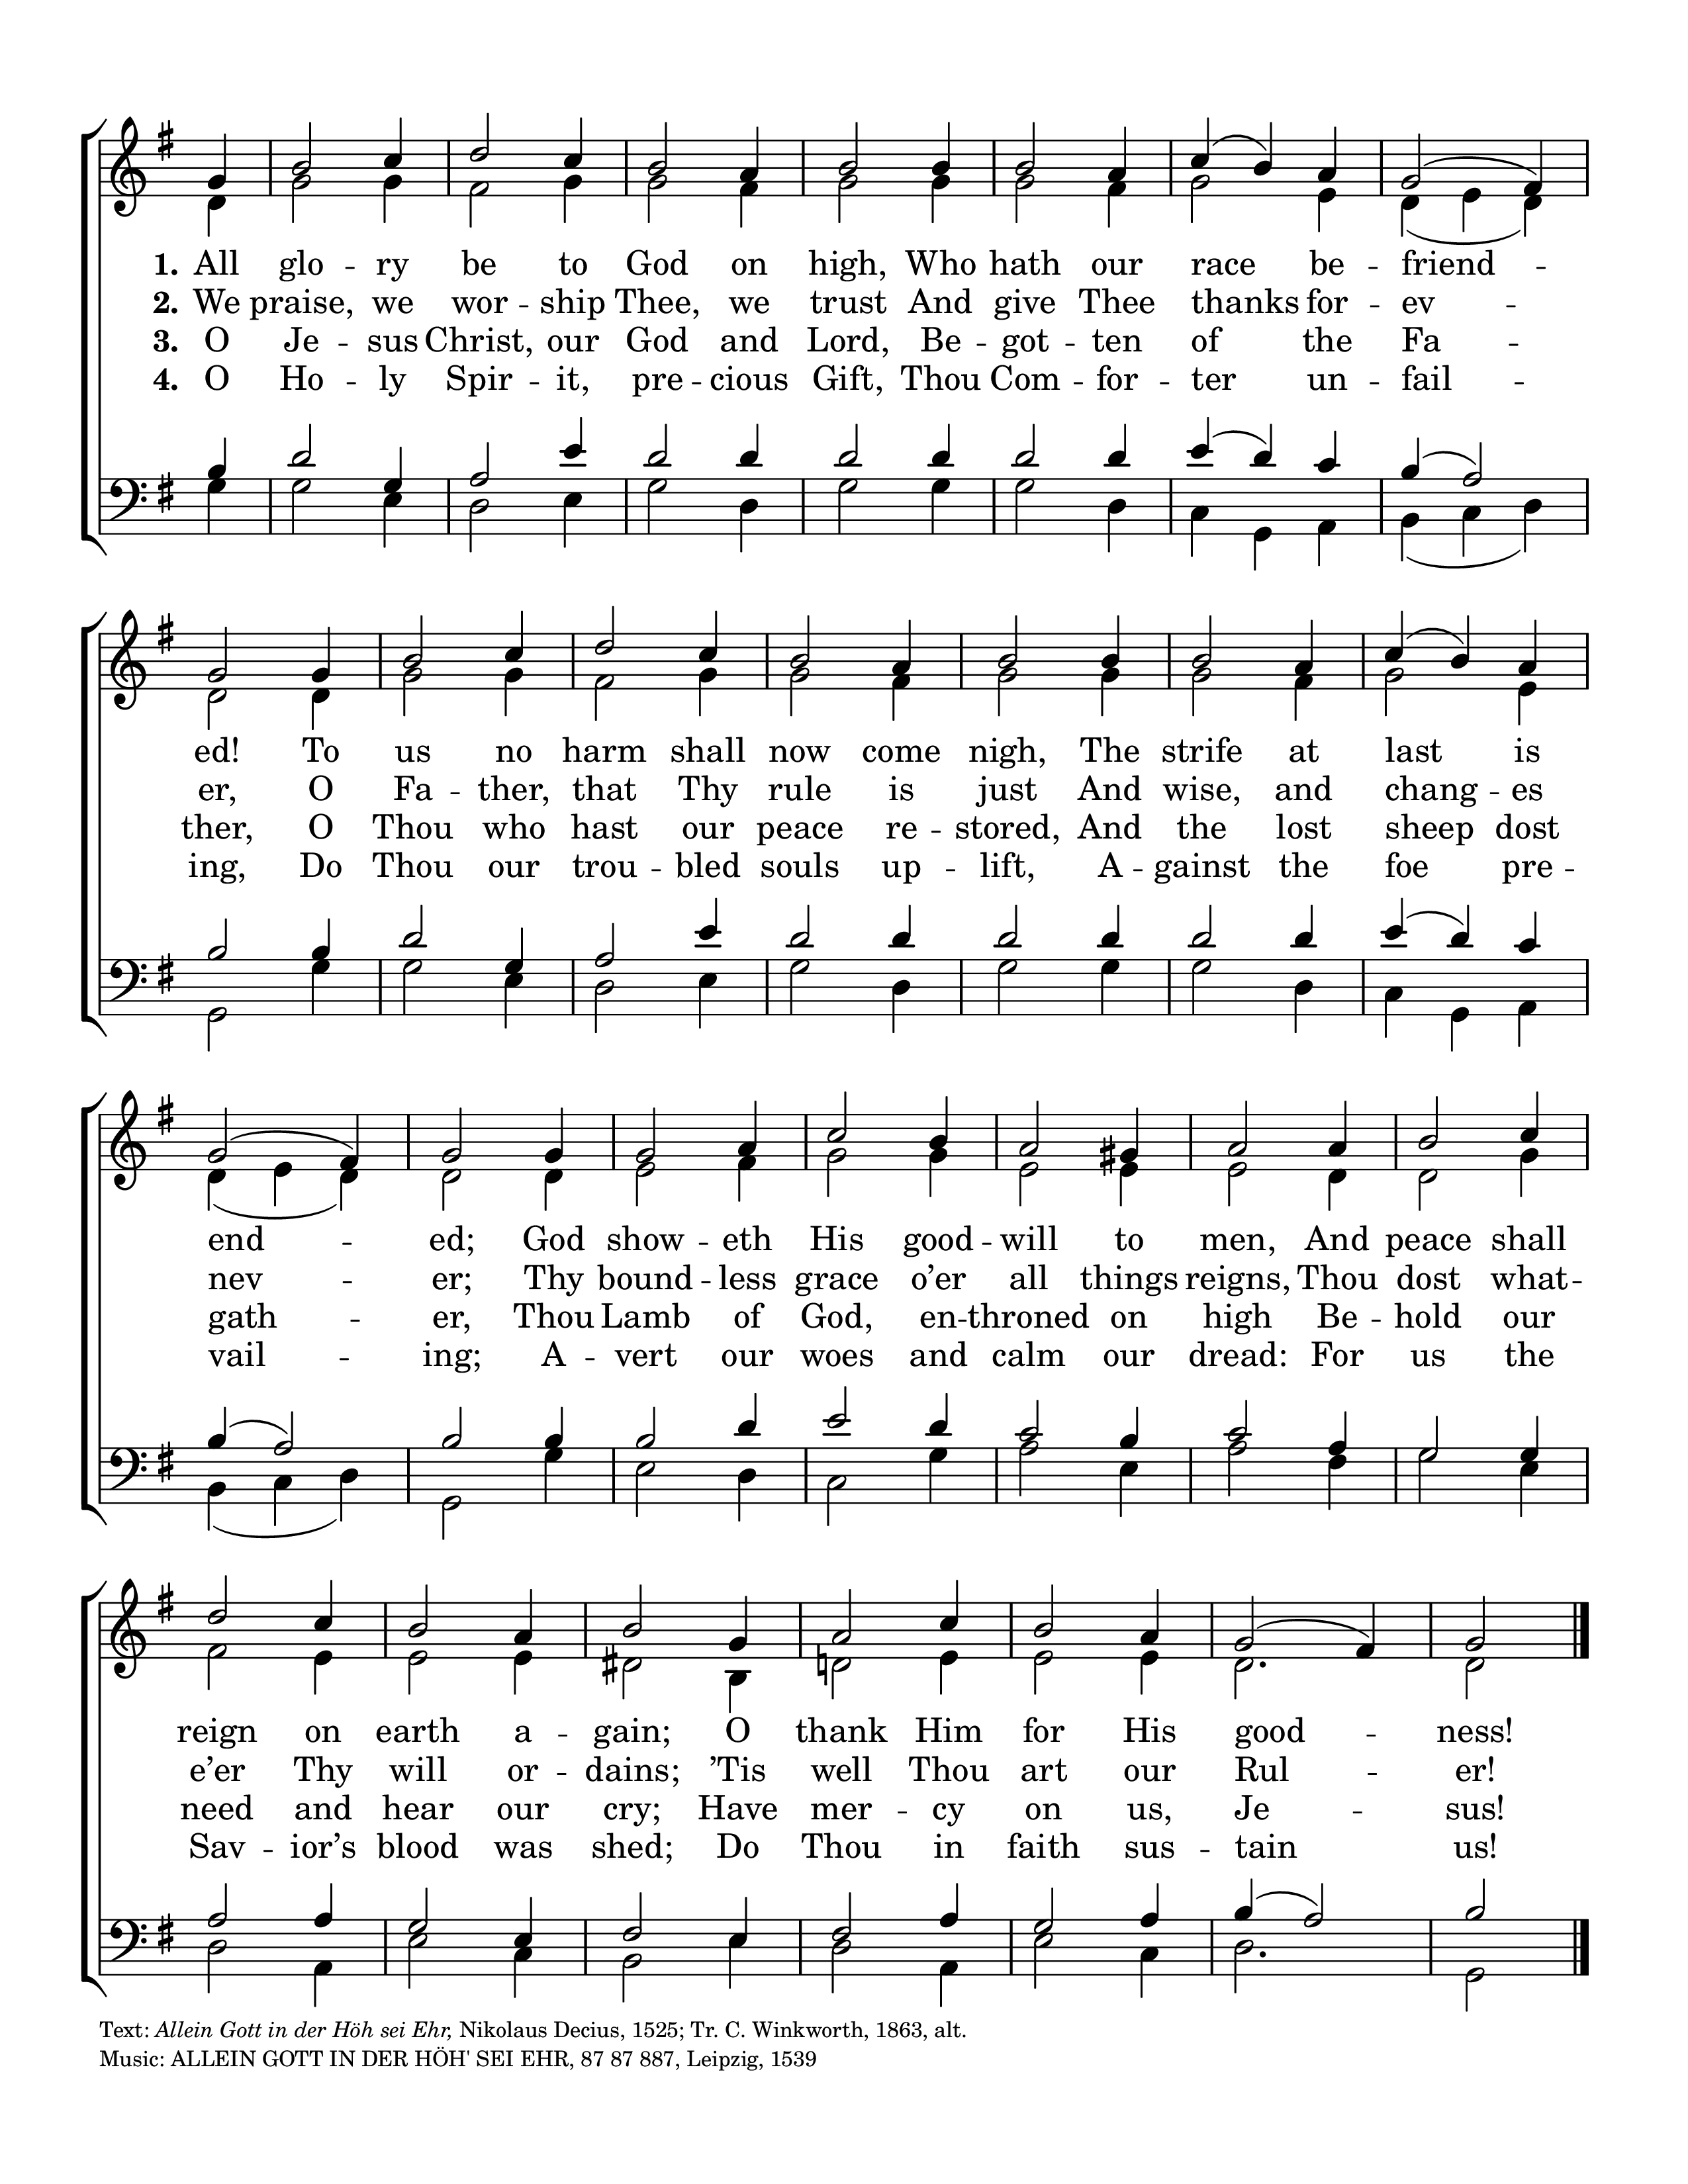 1. All glo -- ry be to God on high, Who hath our race be -- friend --
2. We praise, we wor -- ship Thee, we trust And give Thee thanks for -- ev --
3. O Je -- sus Christ, our God and Lord, Be -- got -- ten of the Fa --
4. O Ho -- ly Spir -- it, pre -- cious Gift, Thou Com -- for -- ter un -- fail --
ed! To us no harm shall now come nigh, The strife at last is
er, O Fa -- ther, that Thy rule is just And wise, and chang -- es
ther, O Thou who hast our peace re -- stored, And the lost sheep dost
ing, Do Thou our trou -- bled souls up -- lift, A -- gainst the foe pre --
end -- ed; God show -- eth His good -- will to men, And peace shall
nev -- er; Thy bound -- less grace o’er all things reigns, Thou dost what --
gath -- er, Thou Lamb of God, en -- throned on high Be -- hold our
vail -- ing; A -- vert our woes and calm our dread: For us the
reign on earth a -- gain; O thank Him for His good -- ness!
e’er Thy will or -- dains; ’Tis well Thou art our Rul -- er!
need and hear our cry; Have mer -- cy on us, Je -- sus!
Sav -- ior’s blood was shed; Do Thou in faith sus -- tain us!
Text: Allein Gott in der Höh sei Ehr, Nikolaus Decius, 1525; Tr. C. Winkworth, 1863, alt.
Music: ALLEIN GOTT IN DER HÖH' SEI EHR, 87 87 887, Leipzig, 1539